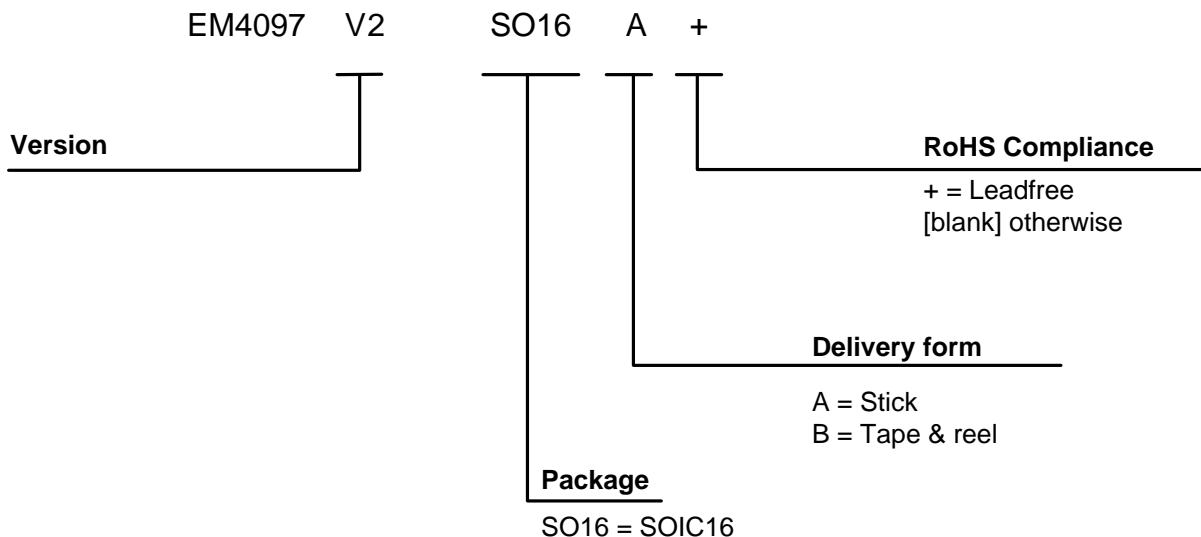 EM4097 V2 SO16 A +
Version
RoHS Compliance
+ = Leadfree
[blank] otherwise
Delivery form
A = Stick
B = Tape & reel
Package
SO16 = SOIC16